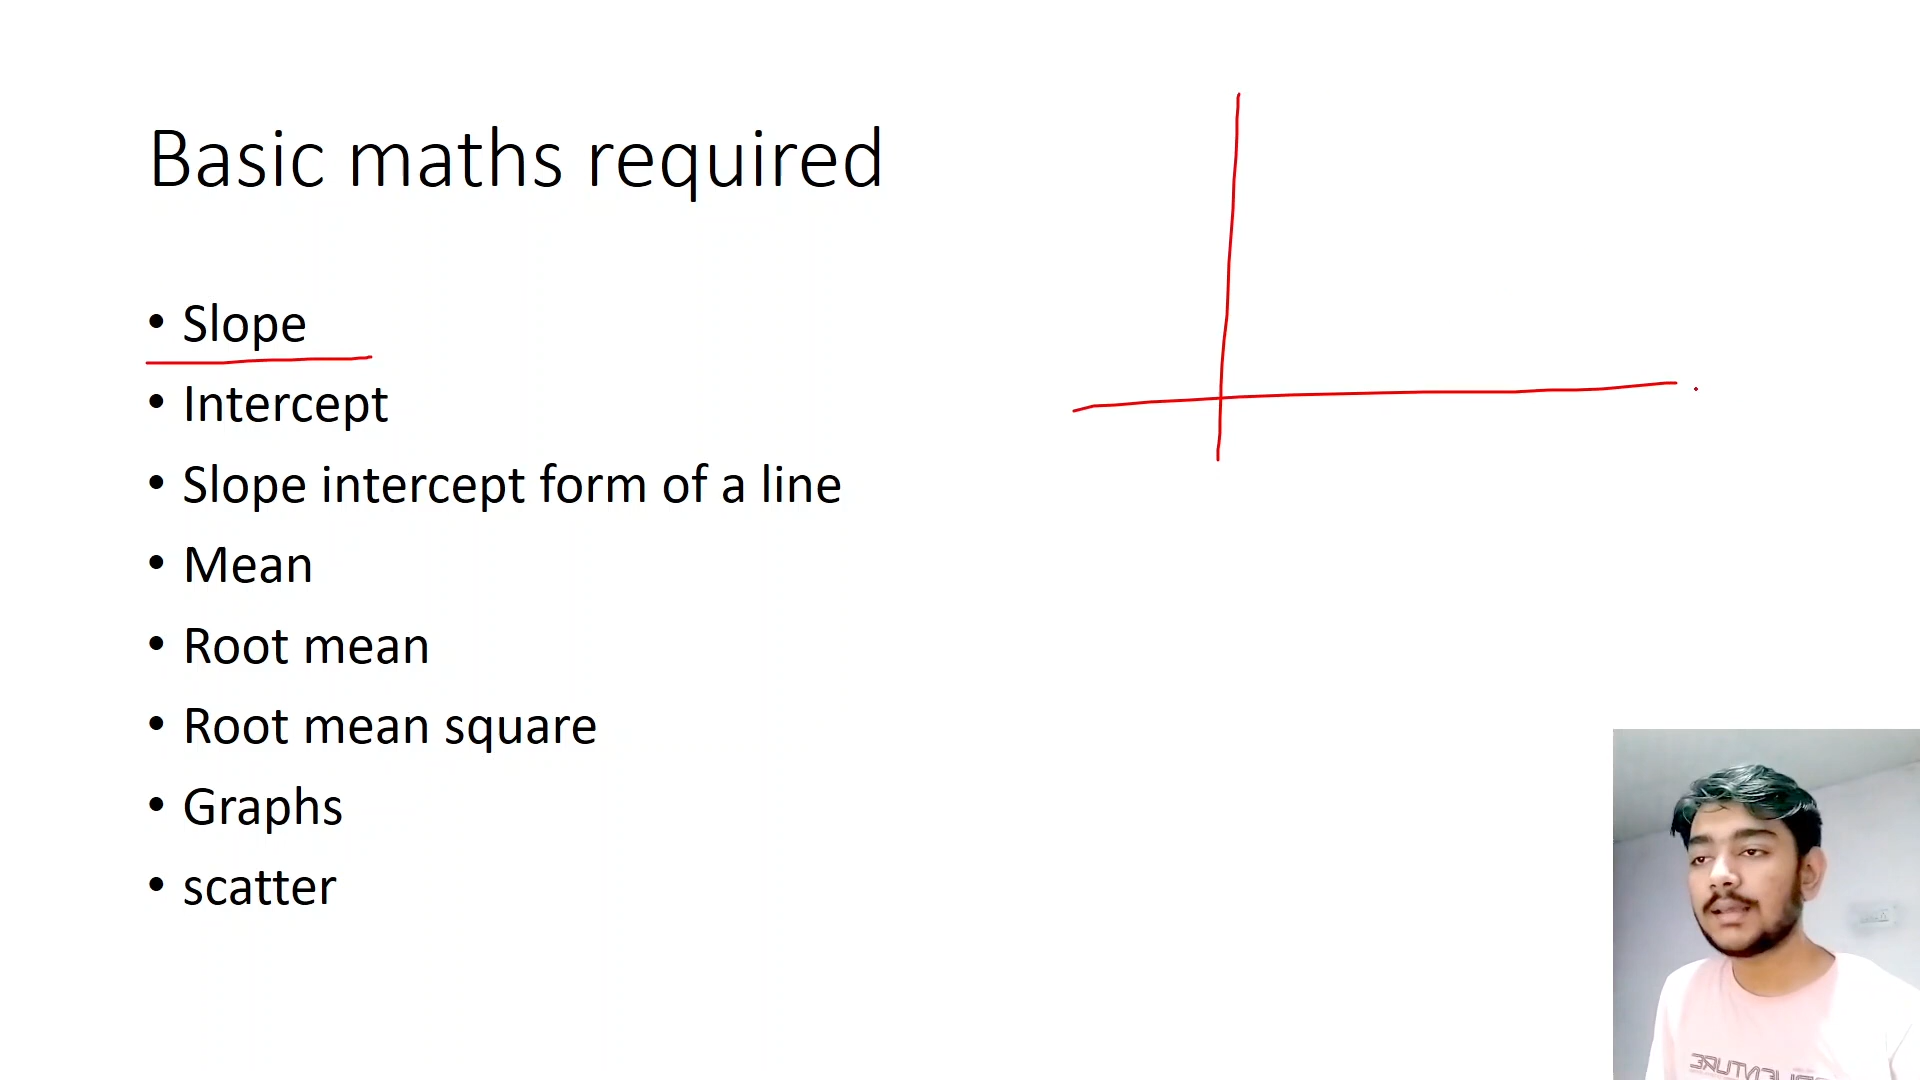 Basic maths required
• Slope
• Intercept
• Slope intercept form of a line
• Mean
• Root mean
• Root mean square
• Graphs
• scatter